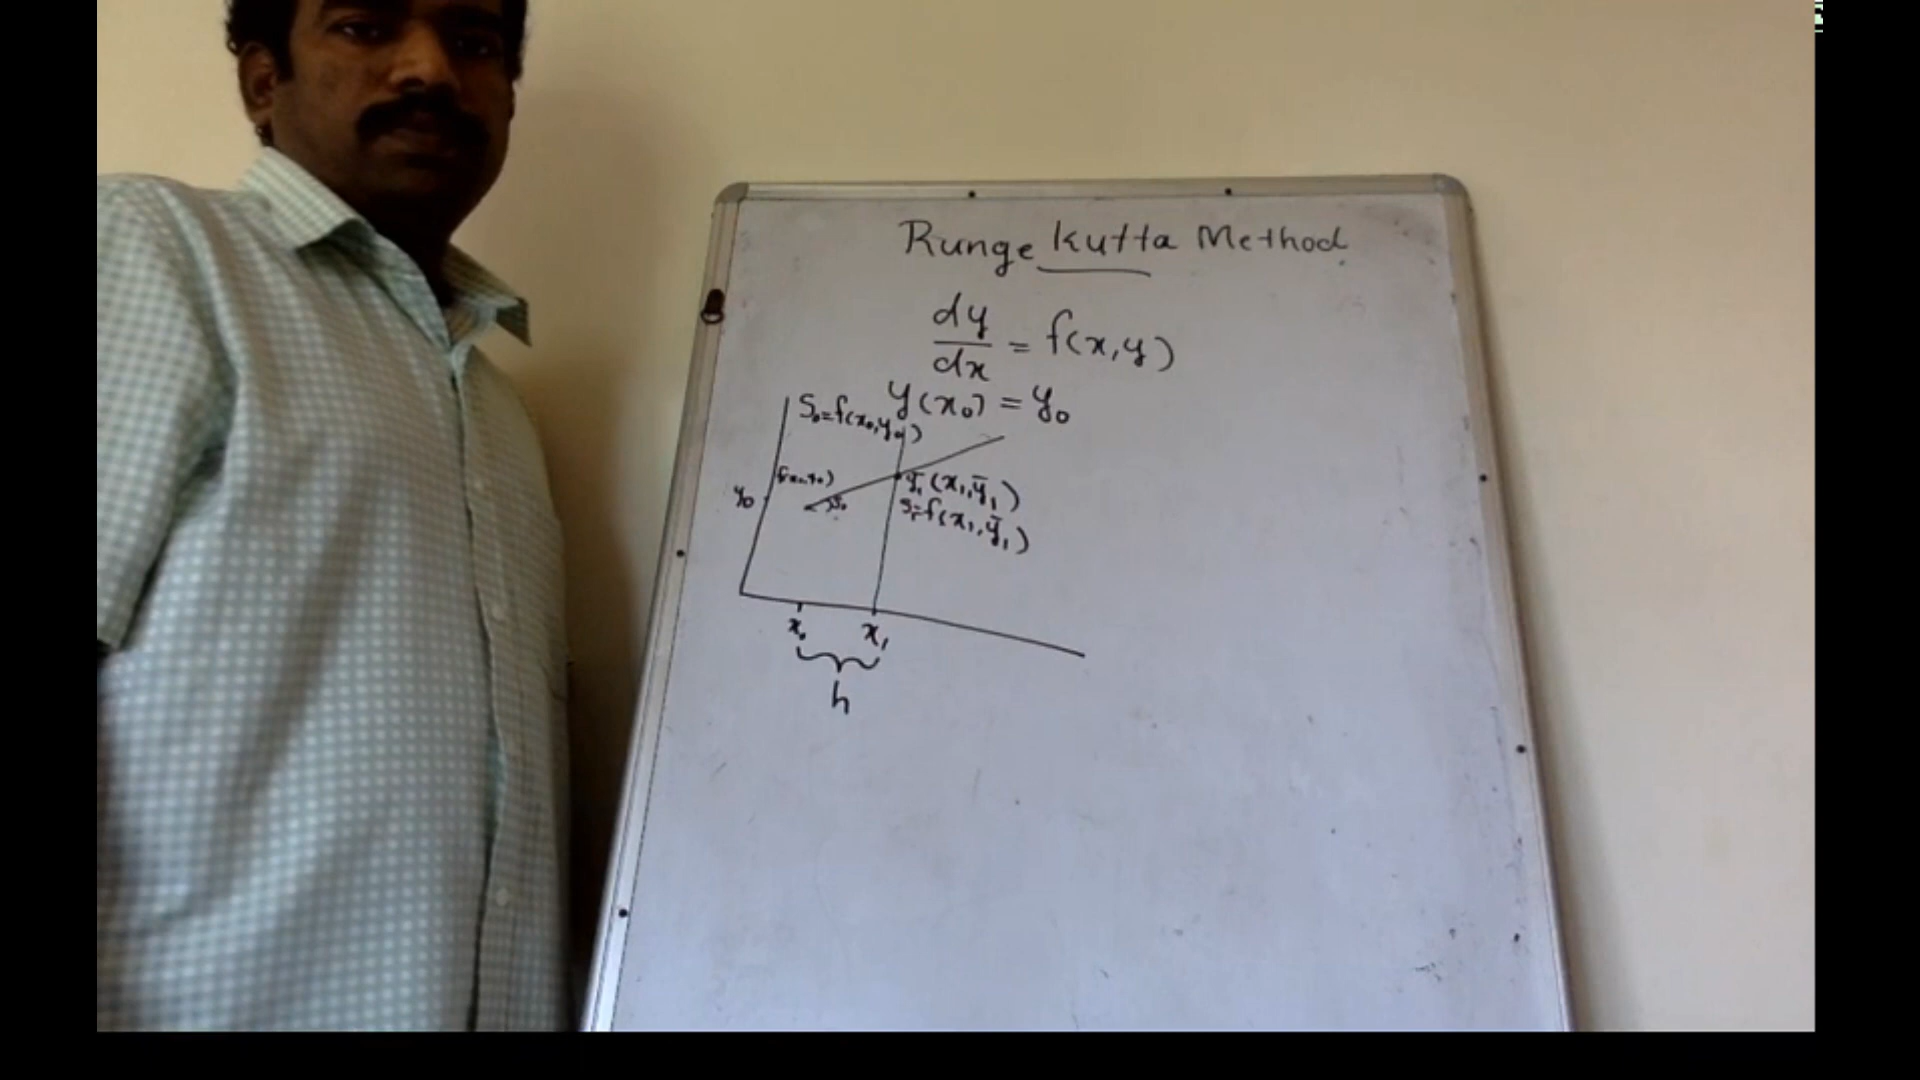 Runge Kutta Method
dy
dx = f(x,y)
y(x₀) = y₀
S₀=f(x₀,y₀)
y₀
S₀
ȳ₁(x₁,ȳ₁)
S₁=f(x₁,ȳ₁)
x₀ x₁
h